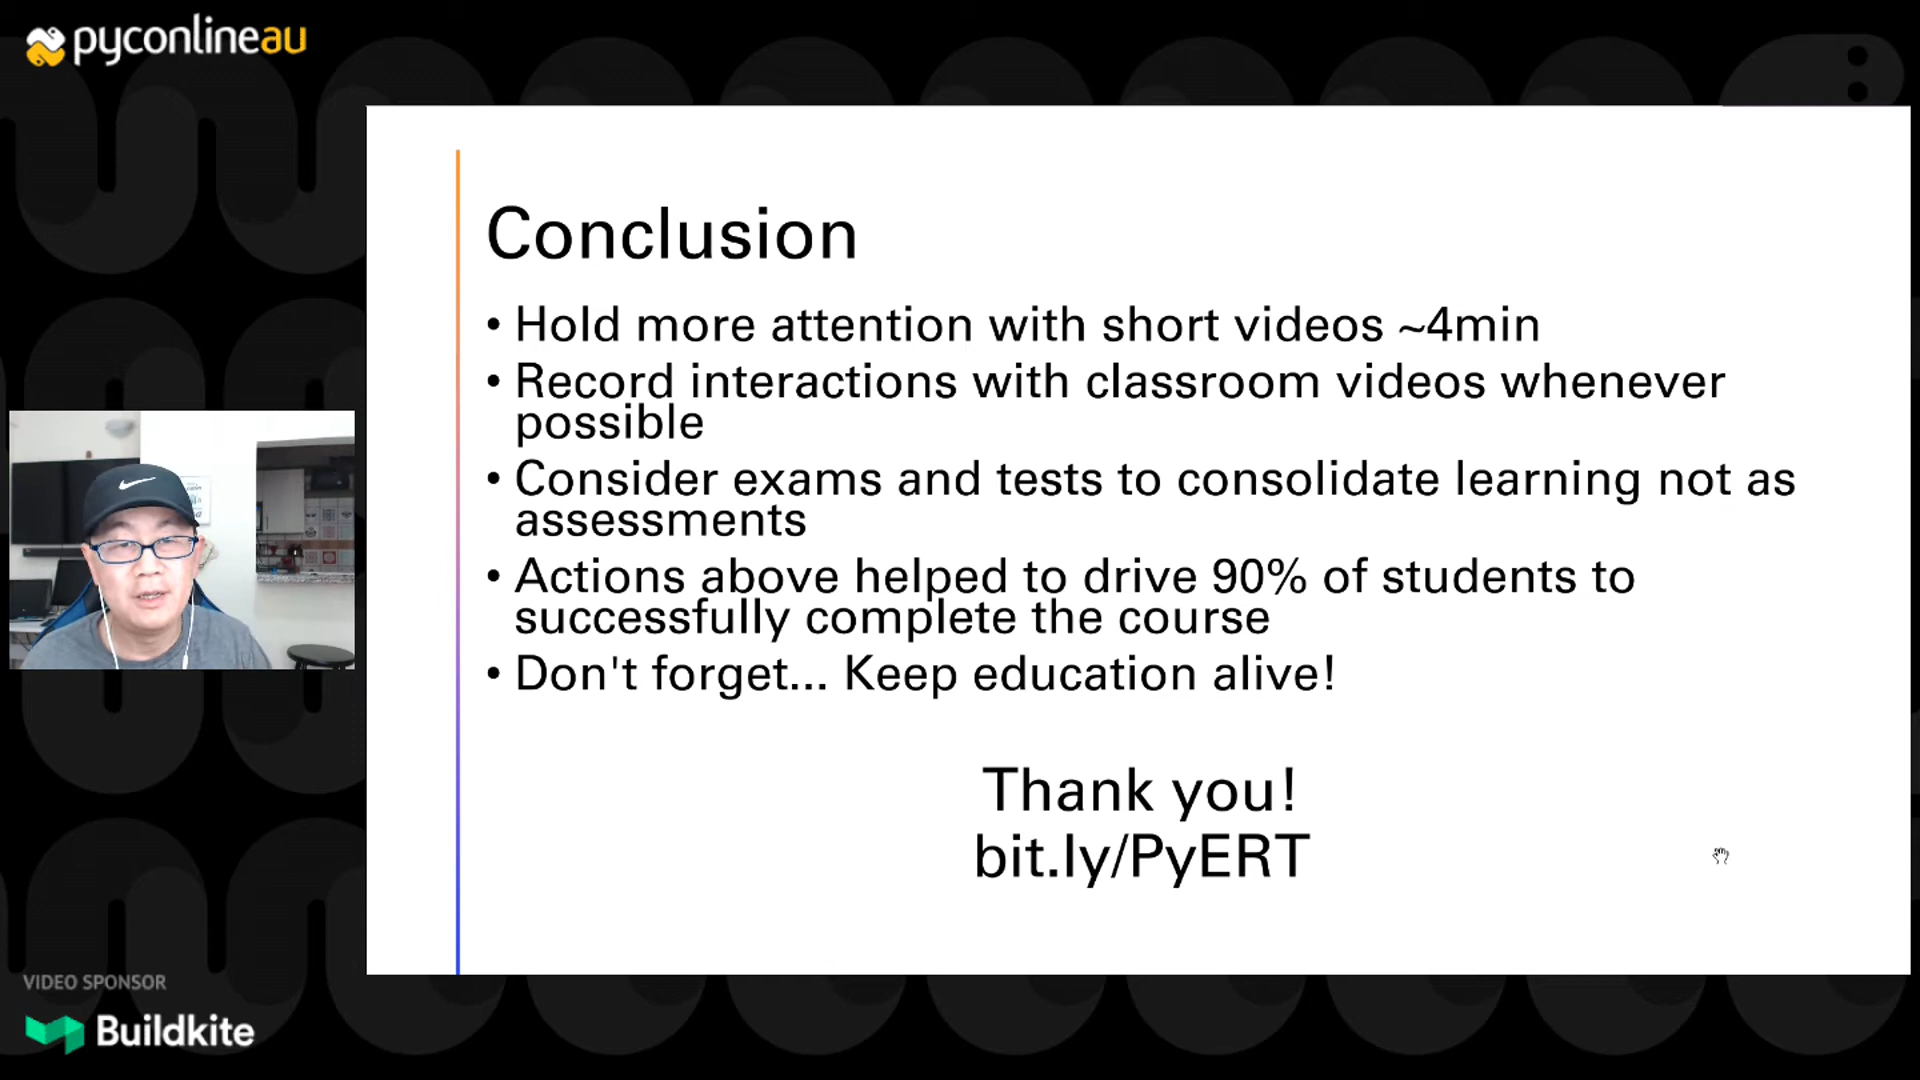 pyconlineau
Conclusion
• Hold more attention with short videos ~4min
• Record interactions with classroom videos whenever
possible
• Consider exams and tests to consolidate learning not as
assessments
• Actions above helped to drive 90% of students to
successfully complete the course
• Don't forget... Keep education alive!
Thank you!
bit.ly/PyERT
VIDEO SPONSOR
Buildkite